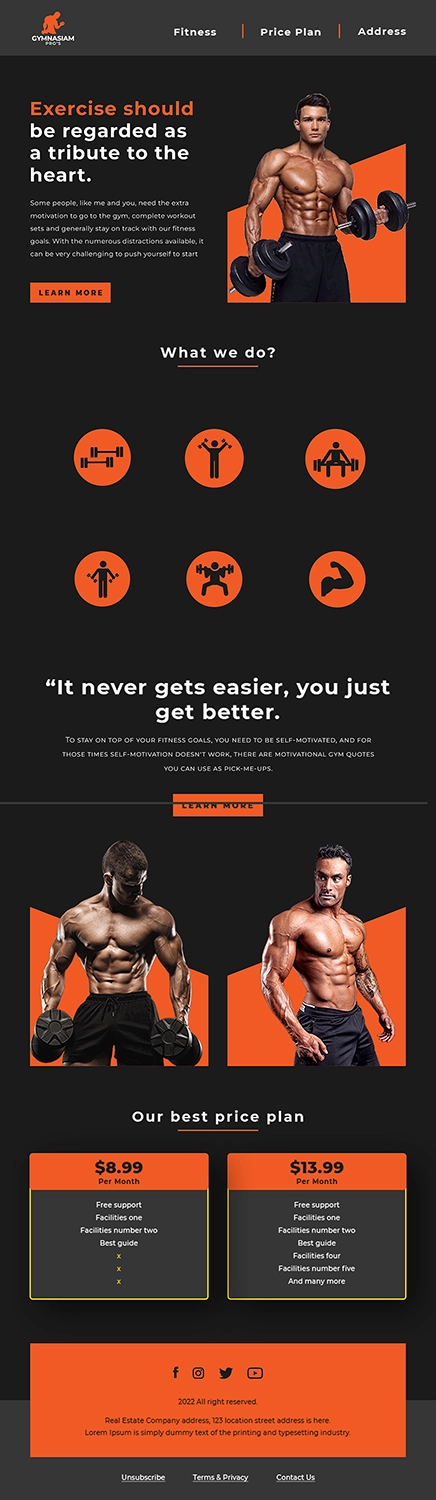 GYMNASIAM
PRO'S
Fitness
Price Plan
Address
Exercise should
be regarded as
a tribute to the
heart.
Some people, like me and you, need the extra
motivation to go to the gym, complete workout
sets and generally stay on track with our fitness
goals. With the numerous distractions available, it
can be very challenging to push yourself to start
LEARN MORE
What we do?
“It never gets easier, you just
get better.
To stay on top of your fitness goals, you need to be self-motivated, and for
those times self-motivation doesn't work, there are motivational gym quotes
you can use as pick-me-ups.
LEARN MORE
Our best price plan
$8.99
Per Month
Free support
Facilities one
Facilities number two
Best guide
x
x
x
$13.99
Per Month
Free support
Facilities one
Facilities number two
Best guide
Facilities four
Facilities number five
And many more
2022 All right reserved.
Real Estate Company address, 123 location street address is here.
Lorem Ipsum is simply dummy text of the printing and typesetting industry.
Unsubscribe
Terms & Privacy
Contact Us